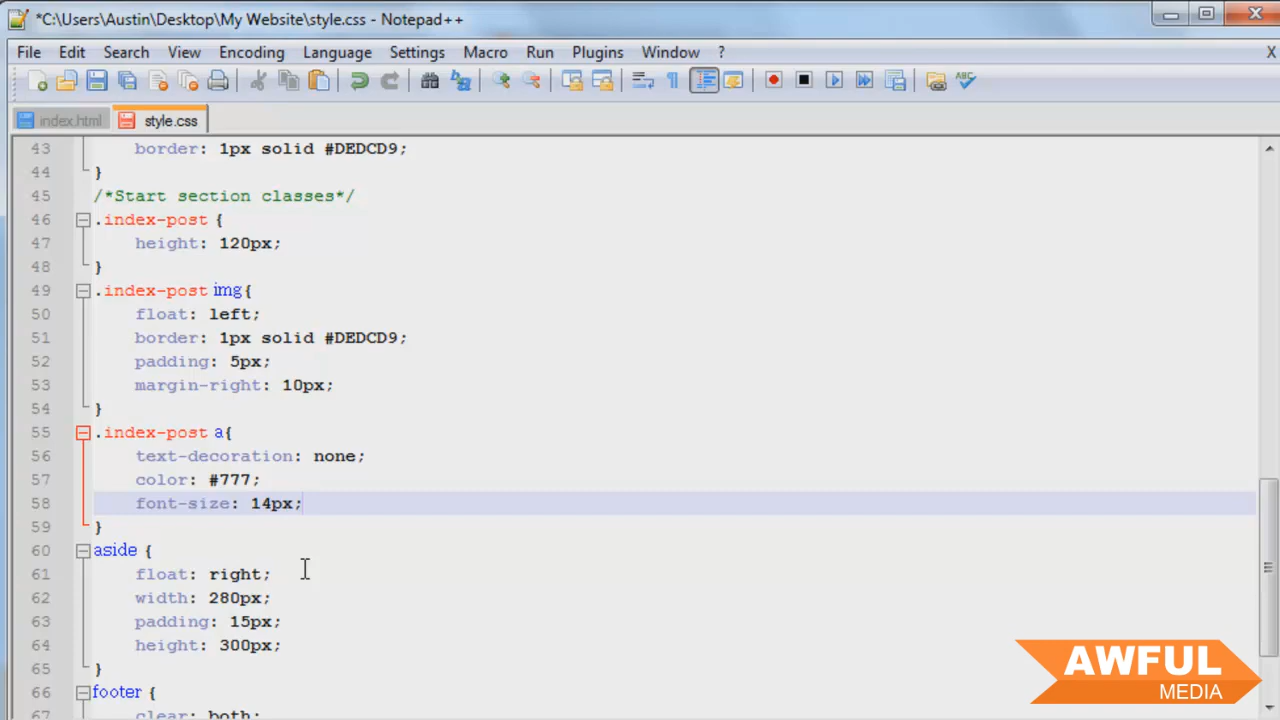 *C:\Users\Austin\Desktop\My Website\style.css - Notepad++
File Edit Search View Encoding Language Settings Macro Run Plugins Window ? X
index.html style.css
43 border: 1px solid #DEDCD9;
44 }
45 /*Start section classes*/
46 .index-post {
47 height: 120px;
48 }
49 .index-post img{
50 float: left;
51 border: 1px solid #DEDCD9;
52 padding: 5px;
53 margin-right: 10px;
54 }
55 .index-post a{
56 text-decoration: none;
57 color: #777;
58 font-size: 14px;
59 }
60 aside {
61 float: right;
62 width: 280px;
63 padding: 15px;
64 height: 300px;
65 }
66 footer {
67 clear: both;
AWFUL
MEDIA